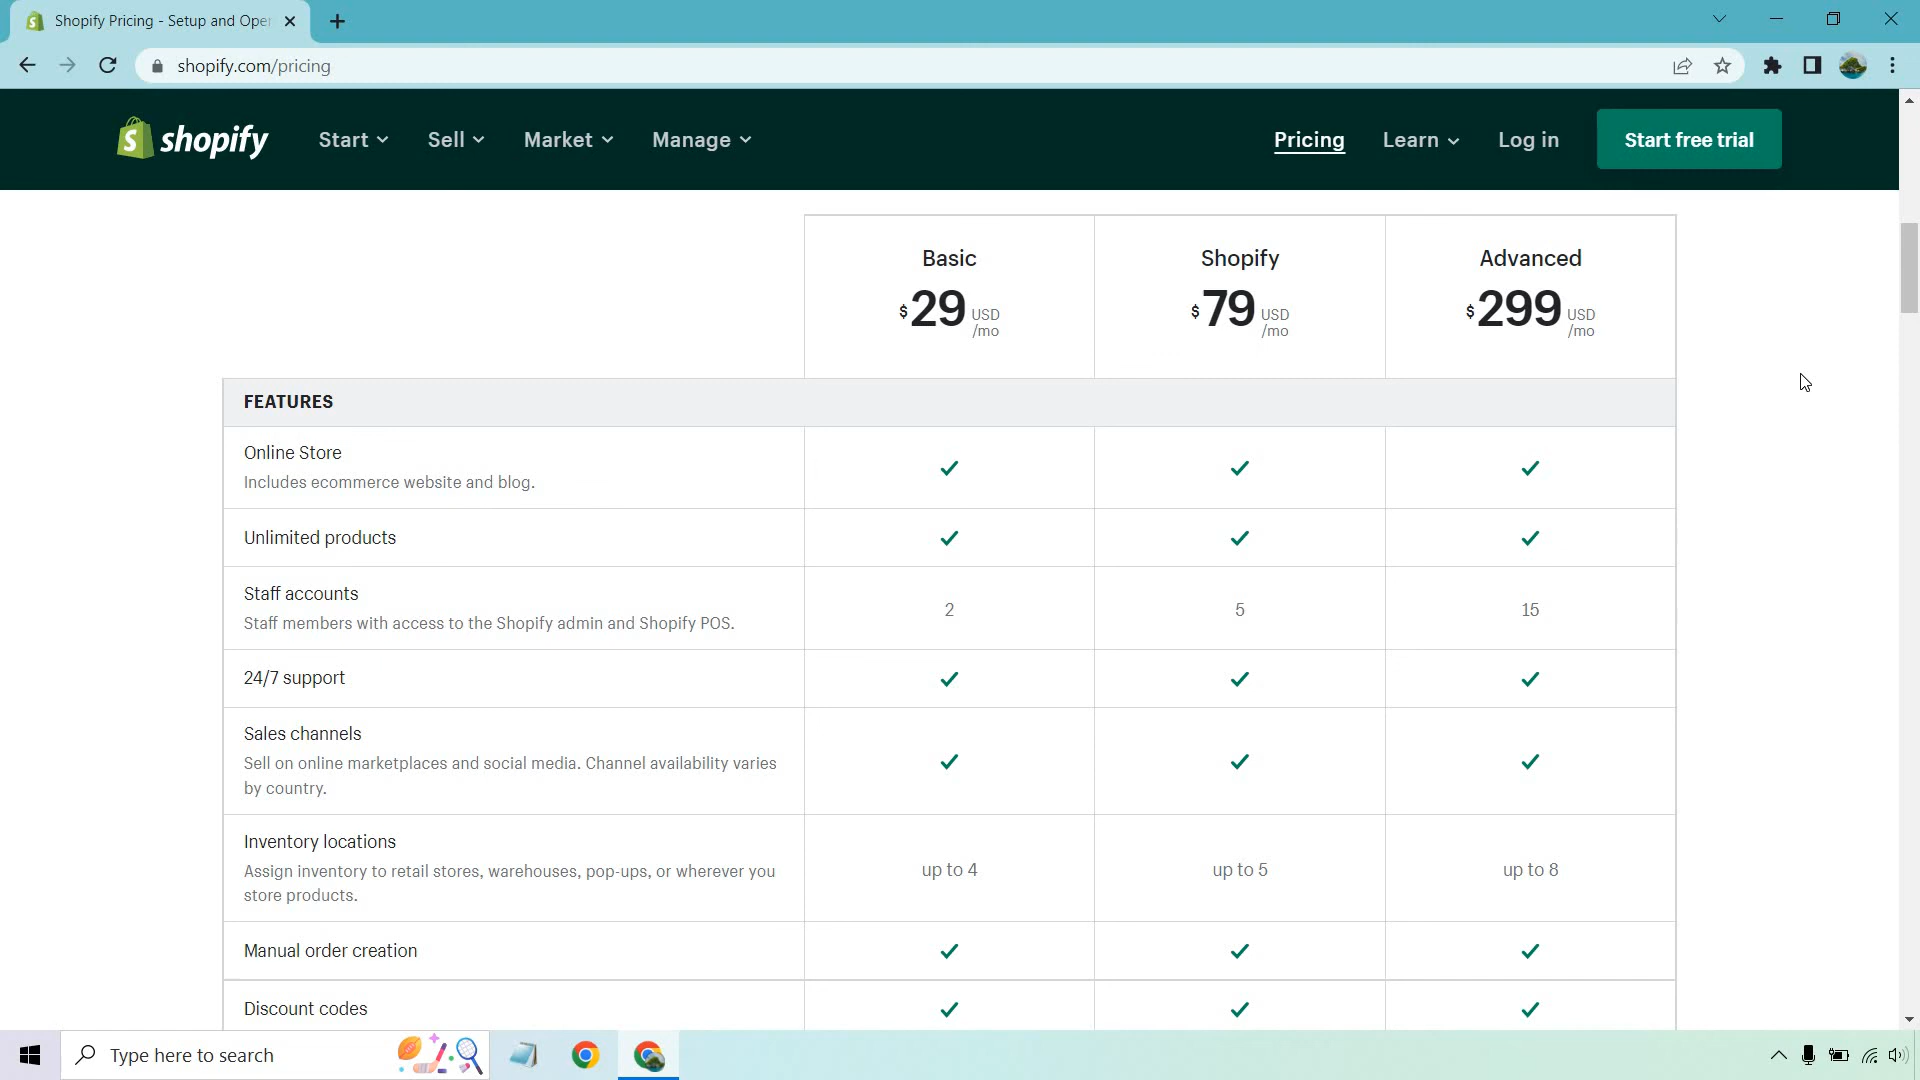 Shopify Pricing - Setup and Oper
shopify.com/pricing
shopify
Start
Sell
Market
Manage
Pricing
Learn
Log in
Start free trial
Basic
Shopify
Advanced
$29 USD /mo
$79 USD /mo
$299 USD /mo
FEATURES
Online Store
Includes ecommerce website and blog.
Unlimited products
Staff accounts
Staff members with access to the Shopify admin and Shopify POS.
2
5
15
24/7 support
Sales channels
Sell on online marketplaces and social media. Channel availability varies
by country.
Inventory locations
Assign inventory to retail stores, warehouses, pop-ups, or wherever you
store products.
up to 4
up to 5
up to 8
Manual order creation
Discount codes
Type here to search